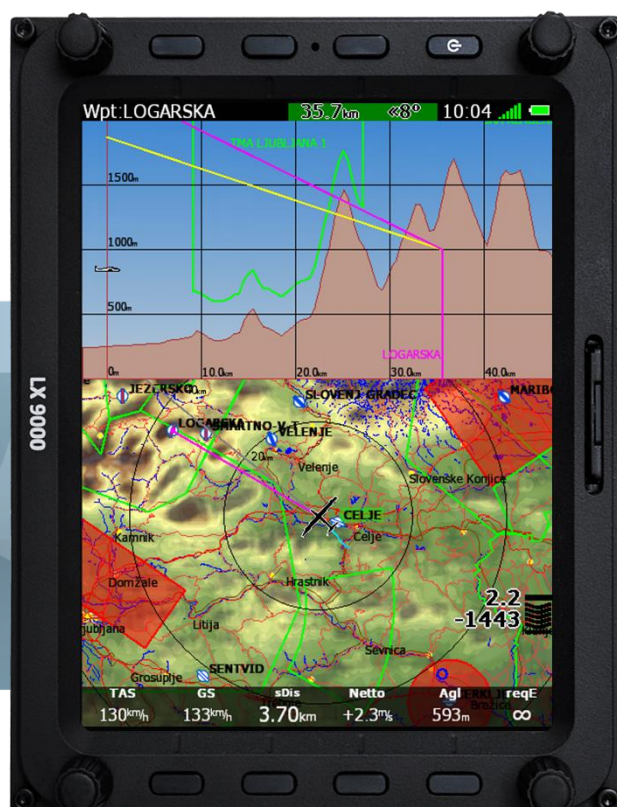 Wpt:LOGARSKA 35.7km «8° 10:04
TMA LJUBLJANA 1
1500m
1000m
500m
LOGARSKA
0m 10.0km 20.0km 30.0km 40.0km
LX 9000
JEZERSKO
SLOVENJ GRADEC
LOGARSKA
VELENJE
20km
Velenje
Slovenske Konjice
CELJE
Celje
Kamnik
Domžale
Hrastnik
2.2
-1443
Litija
Sevnica
SENTVID
Grosuplje
Brežice
TAS GS sDis Netto Agl reqE
130km/h 133km/h 3.70km +2.3m/s 593m ∞